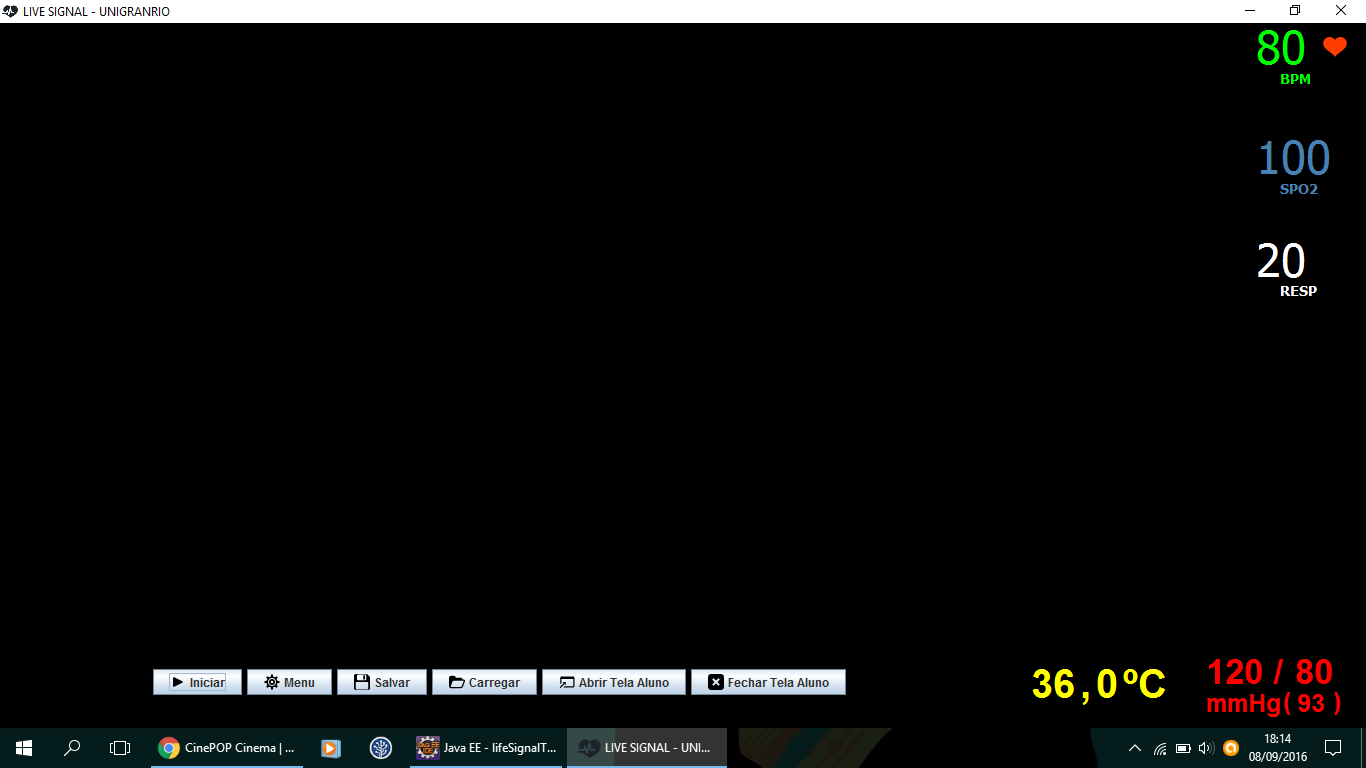 LIVE SIGNAL - UNIGRANRIO
80
BPM
100
SPO2
20
RESP
Iniciar
Menu
Salvar
Carregar
Abrir Tela Aluno
Fechar Tela Aluno
36,0ºC
120 / 80
mmHg( 93 )
CinePOP Cinema | ...
Java EE - lifeSignalT...
LIVE SIGNAL - UNI...
18:14
08/09/2016